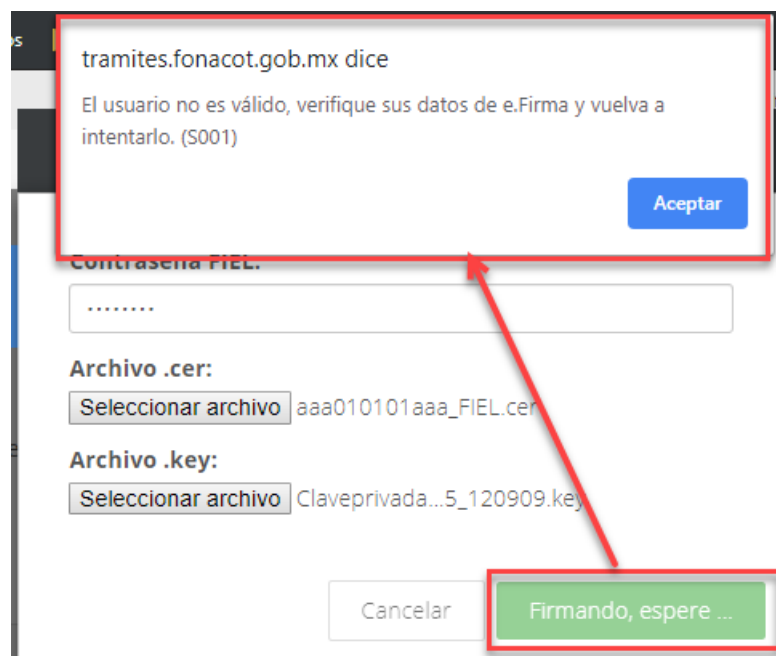 os
tramites.fonacot.gob.mx dice
El usuario no es válido, verifique sus datos de e.Firma y vuelva a
intentarlo. (S001)
Aceptar
Contraseña FIEL:
........
Archivo .cer:
Seleccionar archivo aaa010101aaa_FIEL.cer
Archivo .key:
Seleccionar archivo Claveprivada...5_120909.key
Cancelar
Firmando, espere ...